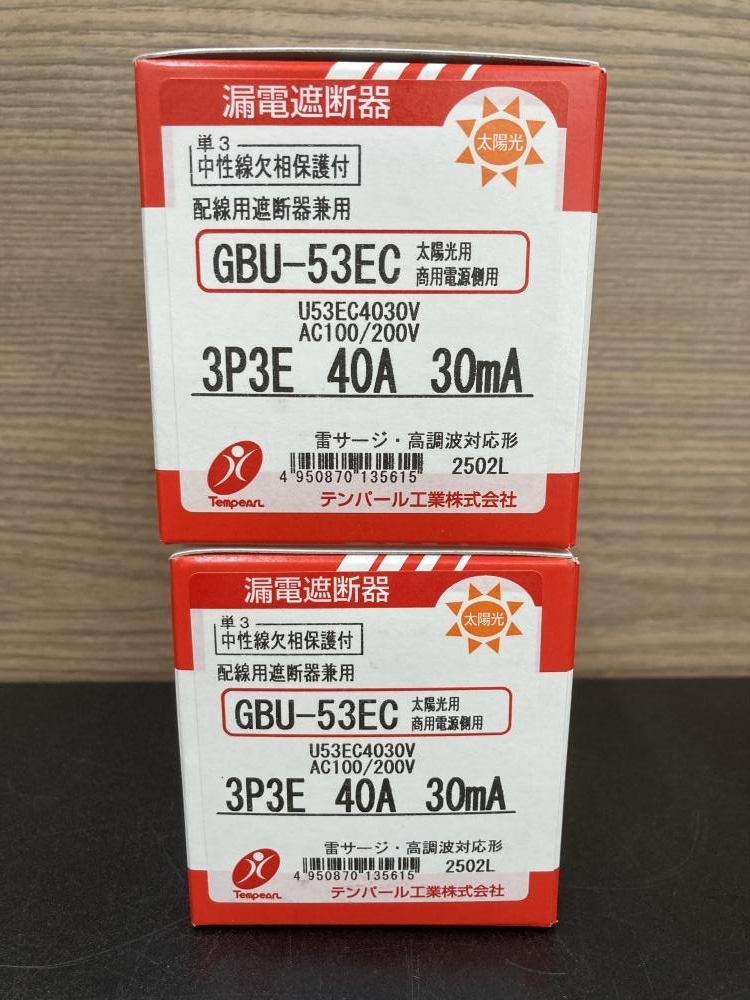 漏電遮断器
太陽光
単3
中性線欠相保護付
配線用遮断器兼用
GBU-53EC 太陽光用
商用電源側用
U53EC4030V
AC100/200V
3P3E 40A 30mA
雷サージ・高調波対応形
4 950870 135615 2502L
Tempearl テンパール工業株式会社
漏電遮断器
太陽光
単3
中性線欠相保護付
配線用遮断器兼用
GBU-53EC 太陽光用
商用電源側用
U53EC4030V
AC100/200V
3P3E 40A 30mA
雷サージ・高調波対応形
4 950870 135615 2502L
Tempearl テンパール工業株式会社